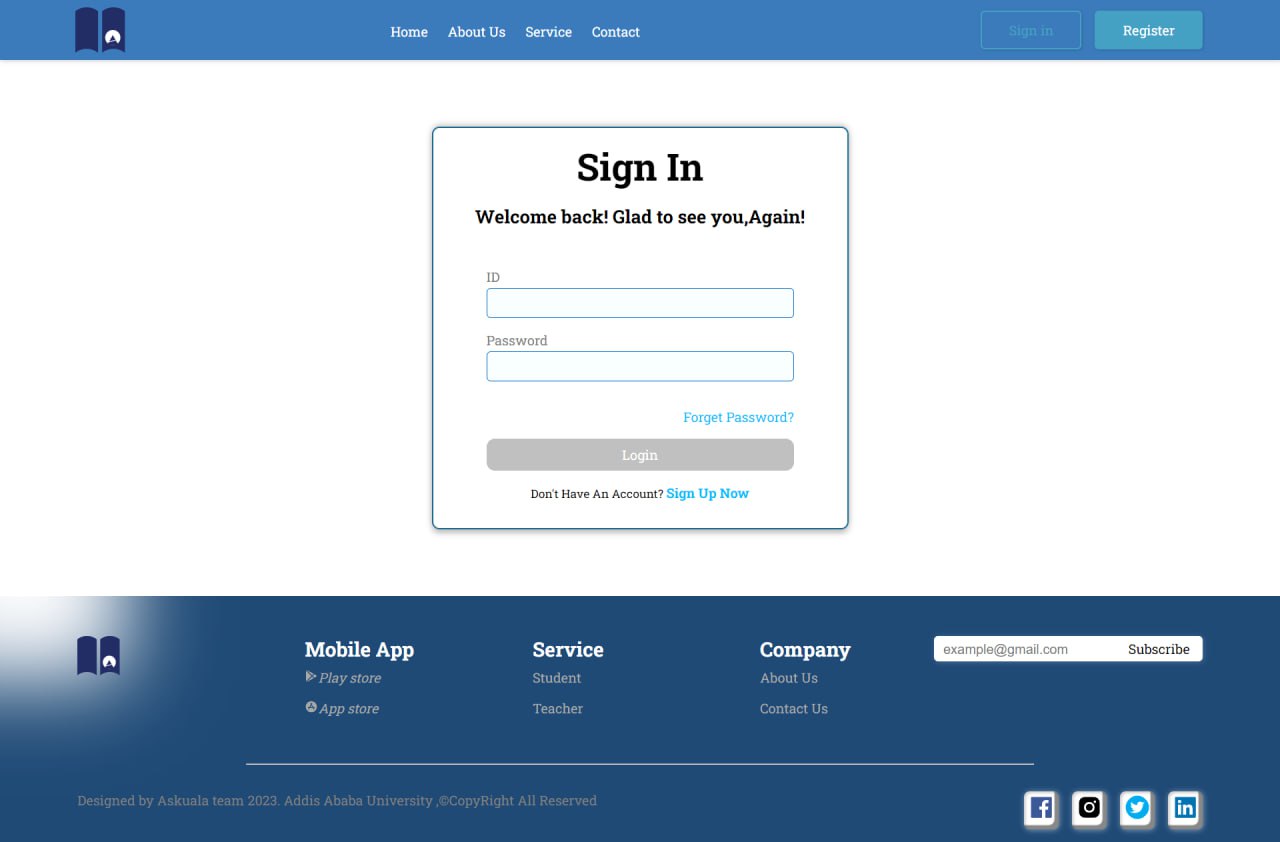 Home About Us Service Contact Sign in Register
Sign In
Welcome back! Glad to see you,Again!
ID
Password
Forget Password?
Login
Don't Have An Account? Sign Up Now
Mobile App Service Company example@gmail.com Subscribe
Play store Student About Us
App store Teacher Contact Us
Designed by Askuala team 2023. Addis Ababa University ,©CopyRight All Reserved